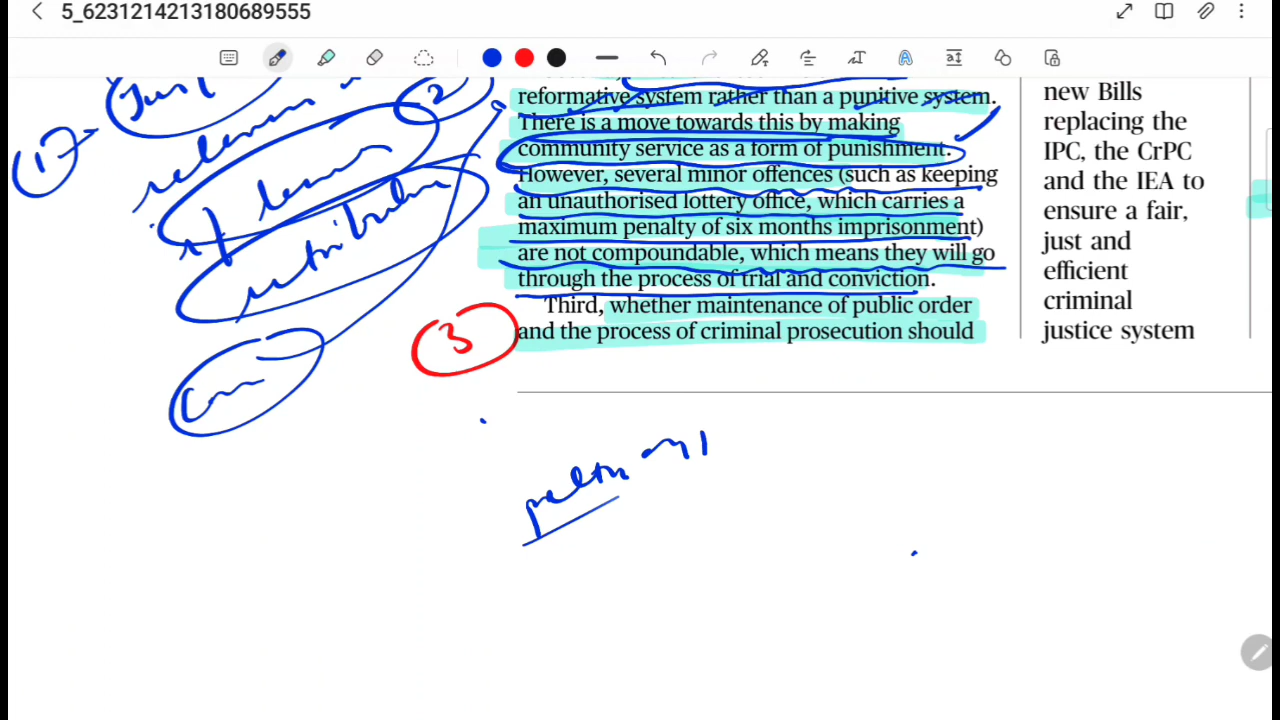 5_6231214213180689555
reformative system rather than a punitive system.
There is a move towards this by making
community service as a form of punishment.
However, several minor offences (such as keeping
an unauthorised lottery office, which carries a
maximum penalty of six months imprisonment)
are not compoundable, which means they will go
through the process of trial and conviction.
Third, whether maintenance of public order
and the process of criminal prosecution should
new Bills
replacing the
IPC, the CrPC
and the IEA to
ensure a fair,
just and
efficient
criminal
justice system
1
2
3